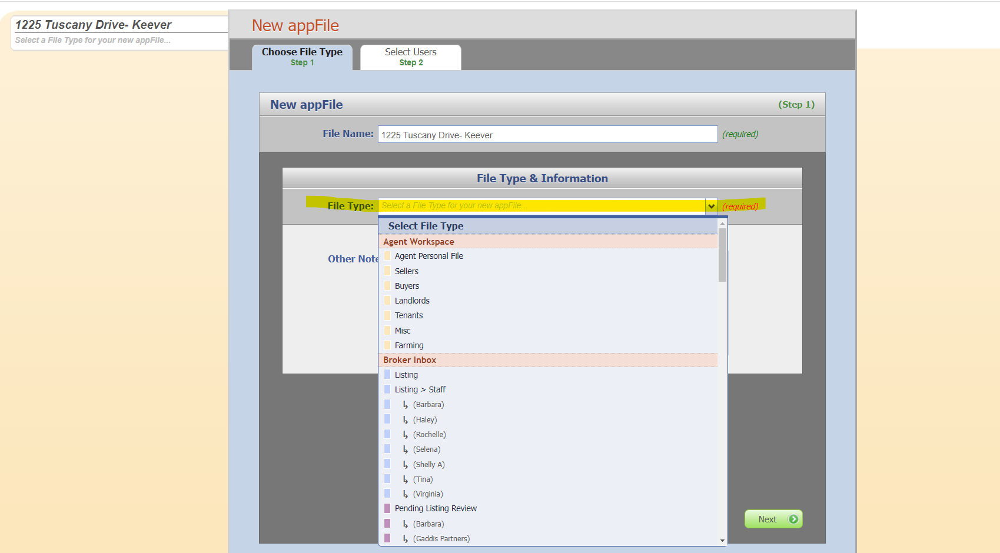 1225 Tuscany Drive- Keever
Select a File Type for your new appFile...
New appFile
Choose File Type
Step 1
Select Users
Step 2
New appFile
(Step 1)
File Name:
1225 Tuscany Drive- Keever
(required)
File Type & Information
File Type:
Select a File Type for your new appFile...
(required)
Other Note
Select File Type
Agent Workspace
Agent Personal File
Sellers
Buyers
Landlords
Tenants
Misc
Farming
Broker Inbox
Listing
Listing > Staff
↳ (Barbara)
↳ (Haley)
↳ (Rochelle)
↳ (Selena)
↳ (Shelly A)
↳ (Tina)
↳ (Virginia)
Pending Listing Review
↳ (Barbara)
↳ (Gaddis Partners)
Next